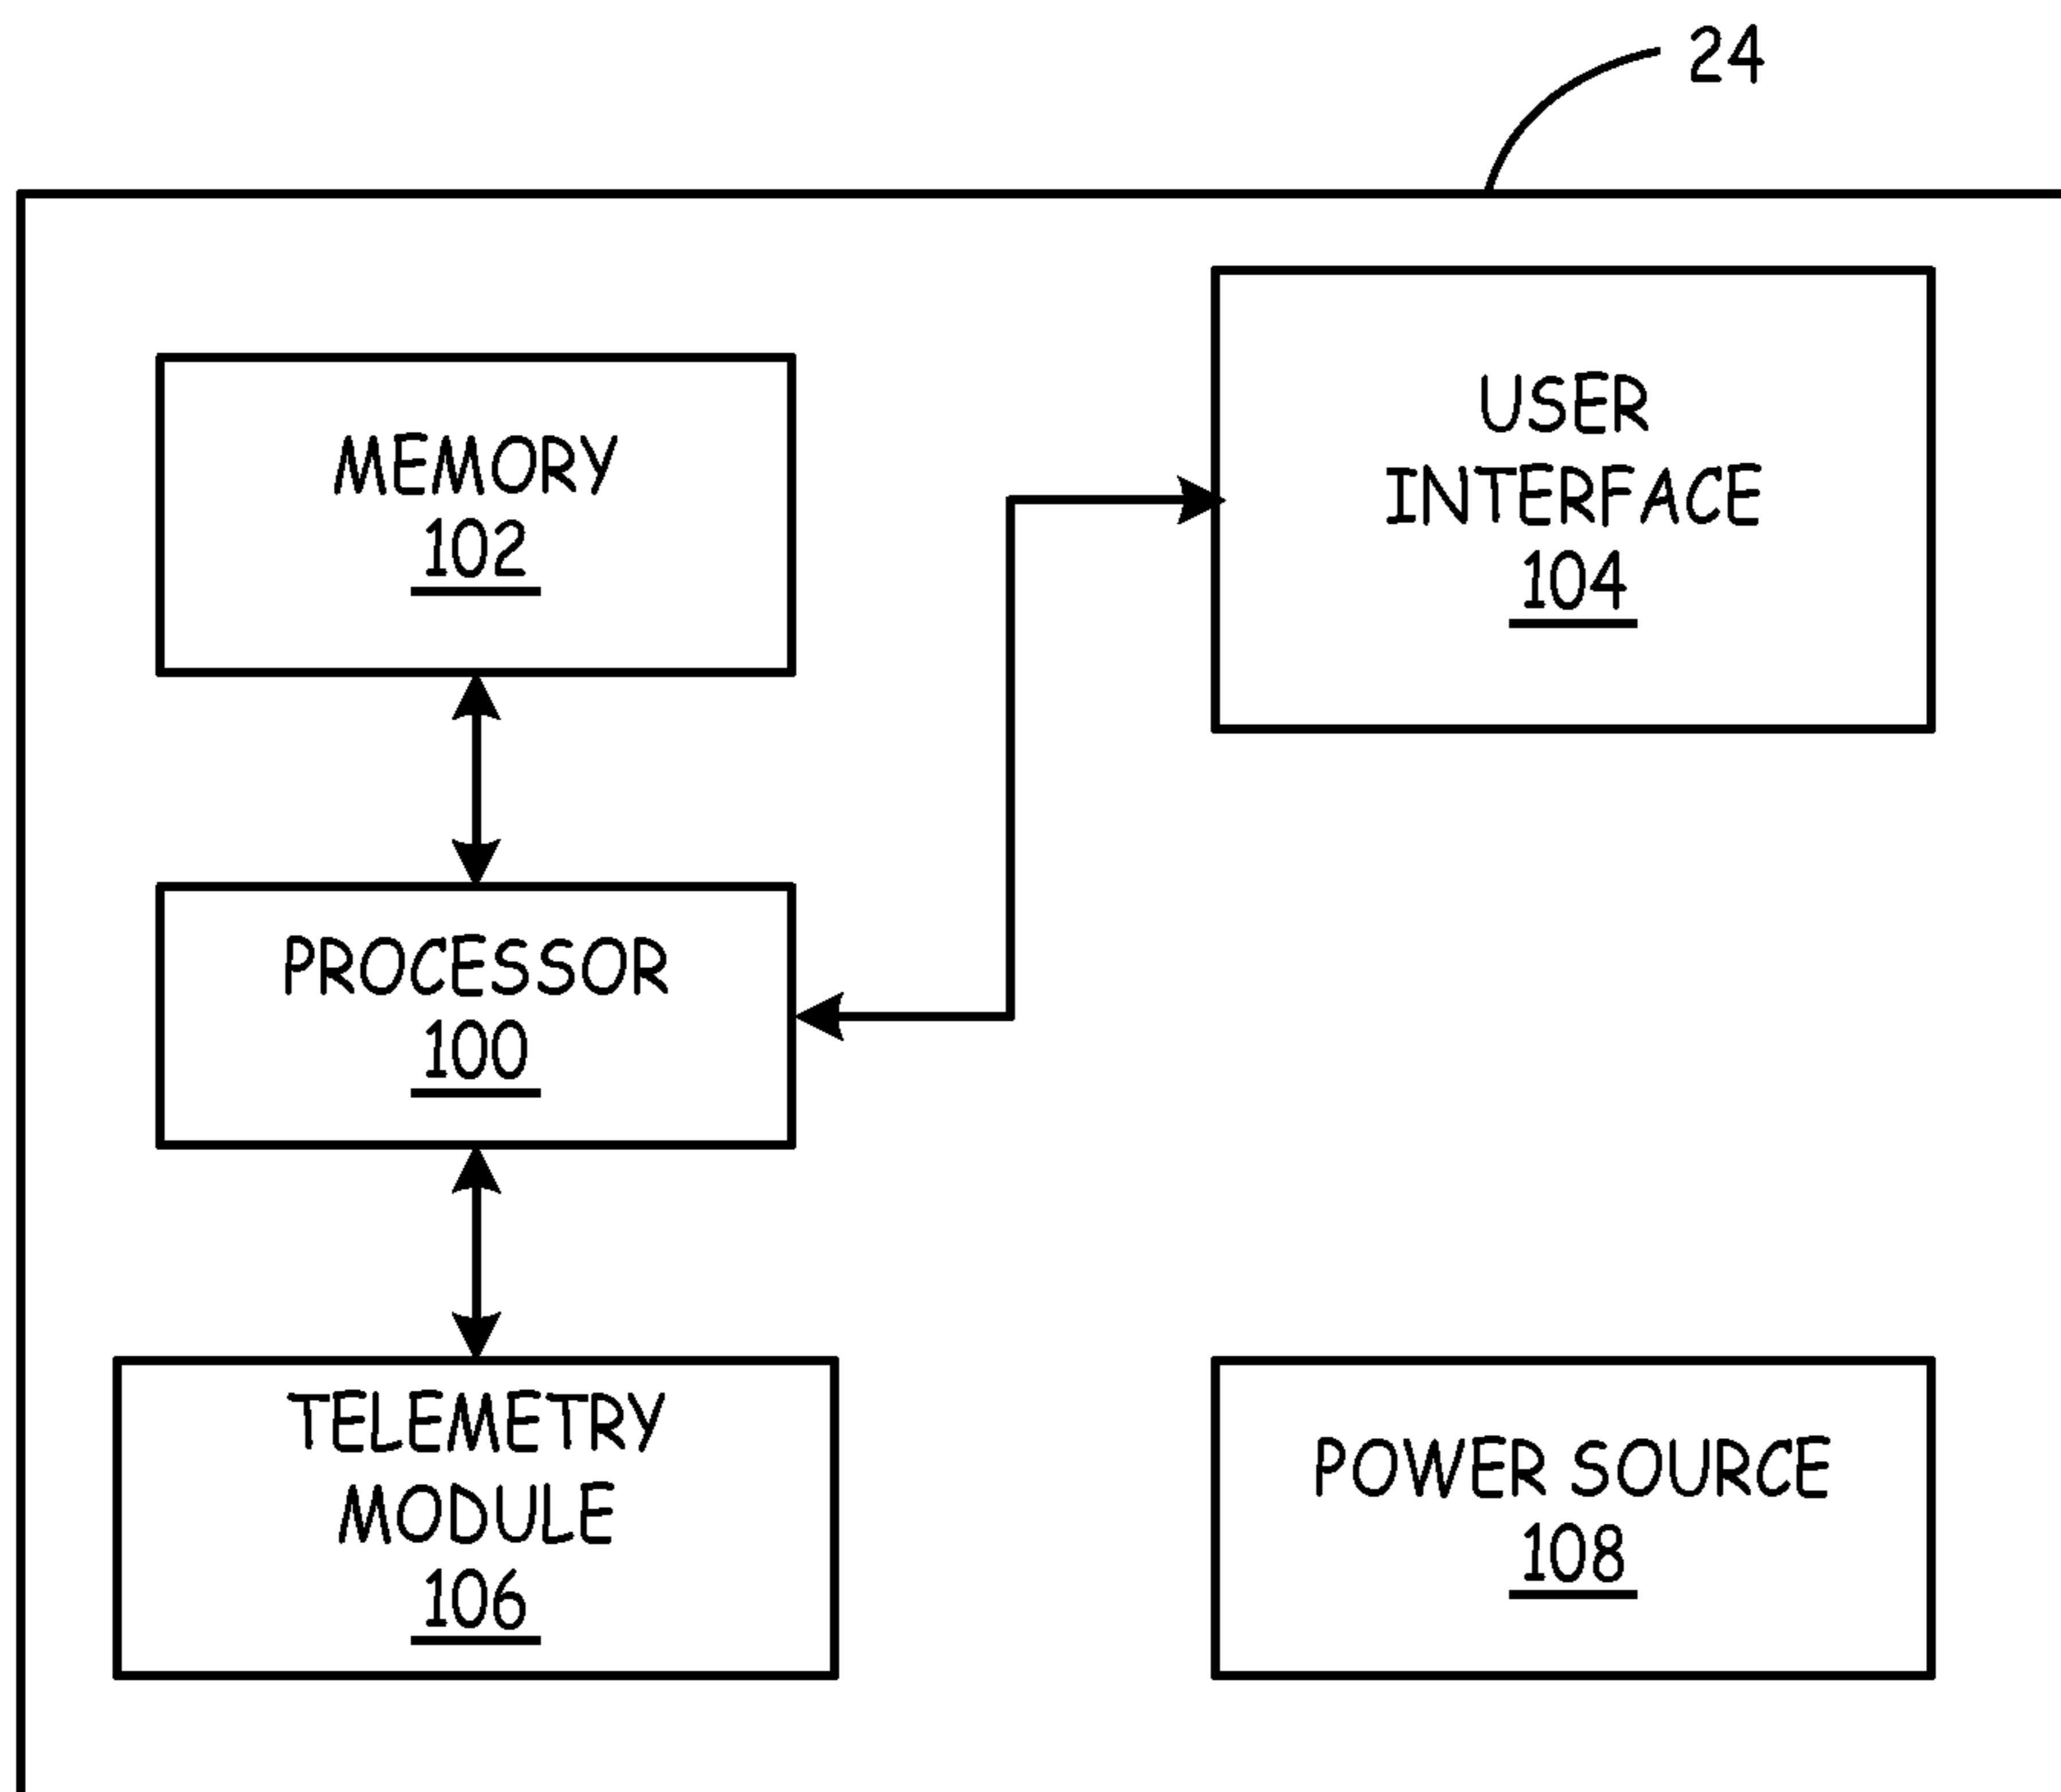 24
MEMORY
102
USER
INTERFACE
104
PROCESSOR
100
TELEMETRY
MODULE
106
POWER SOURCE
108